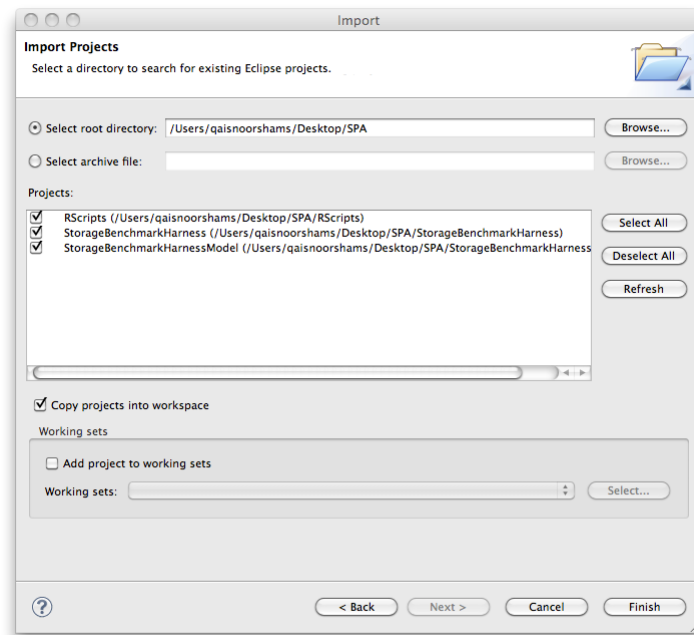 Import
Import Projects
Select a directory to search for existing Eclipse projects.
Select root directory: /Users/qaisnoorshams/Desktop/SPA Browse...
Select archive file: Browse...
Projects:
RScripts (/Users/qaisnoorshams/Desktop/SPA/RScripts)
StorageBenchmarkHarness (/Users/qaisnoorshams/Desktop/SPA/StorageBenchmarkHarness)
StorageBenchmarkHarnessModel (/Users/qaisnoorshams/Desktop/SPA/StorageBenchmarkHarness
Select All
Deselect All
Refresh
Copy projects into workspace
Working sets
Add project to working sets
Working sets: Select...
? < Back Next > Cancel Finish